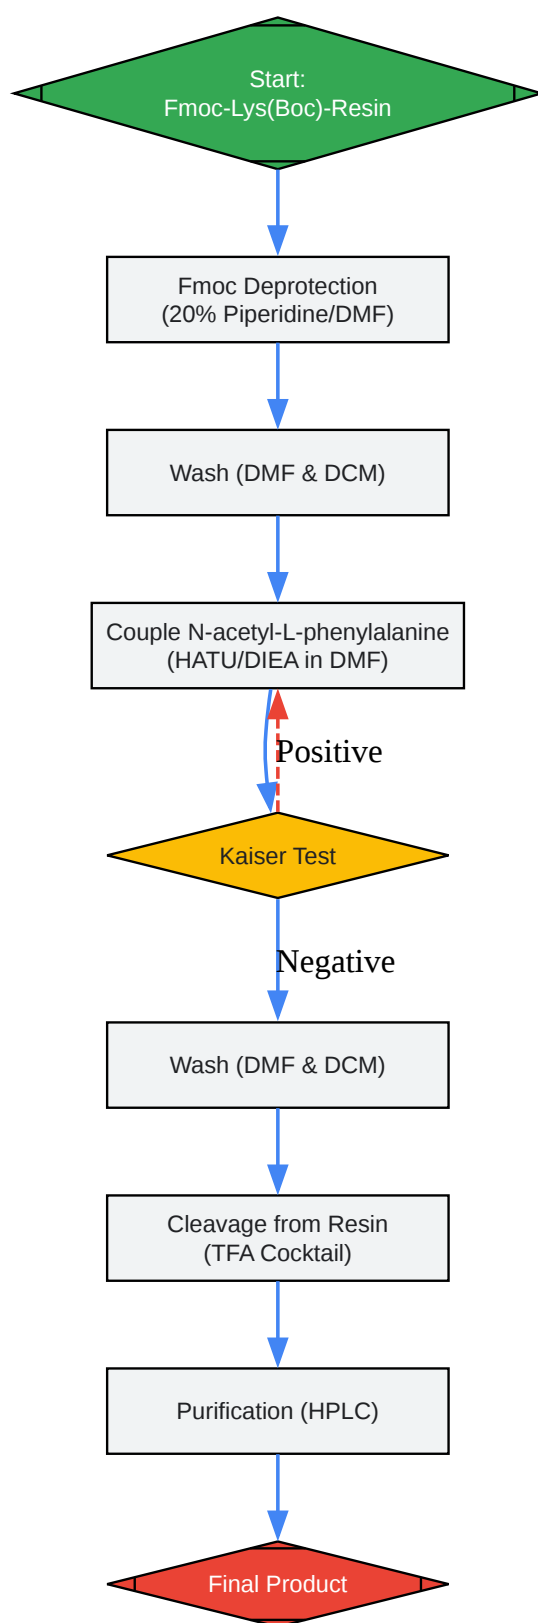 Start:
Fmoc-Lys(Boc)-Resin
Fmoc Deprotection
(20% Piperidine/DMF)
Wash (DMF & DCM)
Couple N-acetyl-L-phenylalanine
(HATU/DIEA in DMF)
Positive
Kaiser Test
Negative
Wash (DMF & DCM)
Cleavage from Resin
(TFA Cocktail)
Purification (HPLC)
Final Product